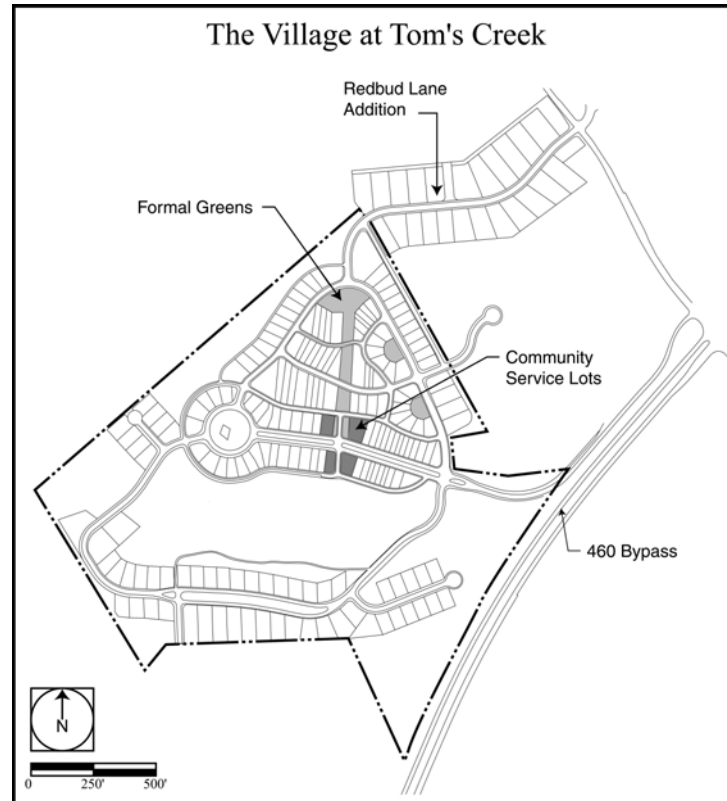 The Village at Tom's Creek
Redbud Lane
Addition
Formal Greens
Community
Service Lots
460 Bypass
N
0 250' 500'